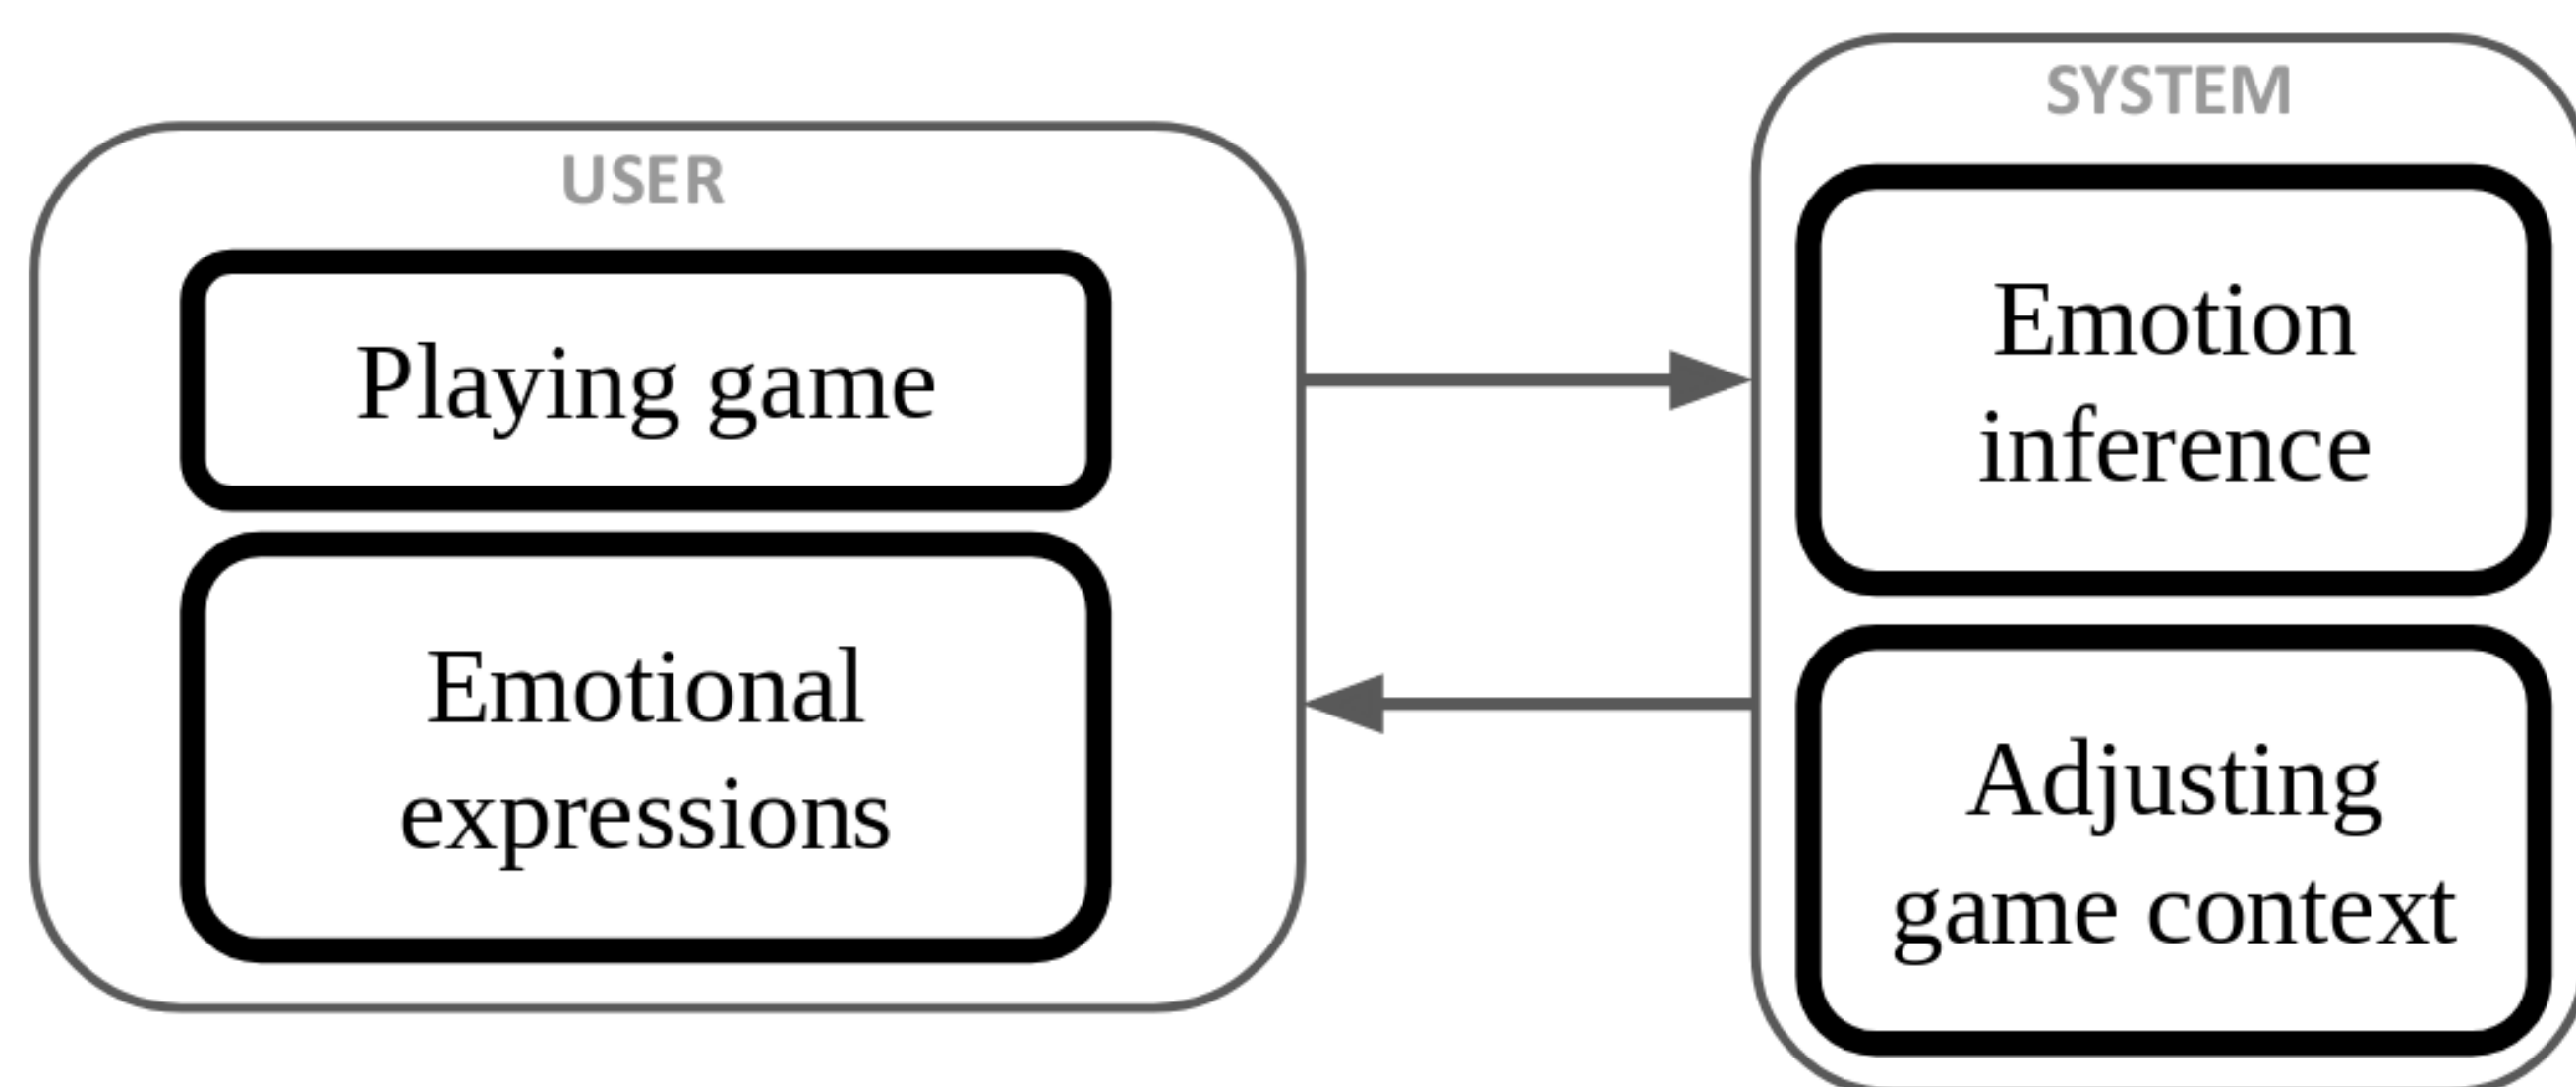 USER
Playing game
Emotional
expressions
SYSTEM
Emotion
inference
Adjusting
game context